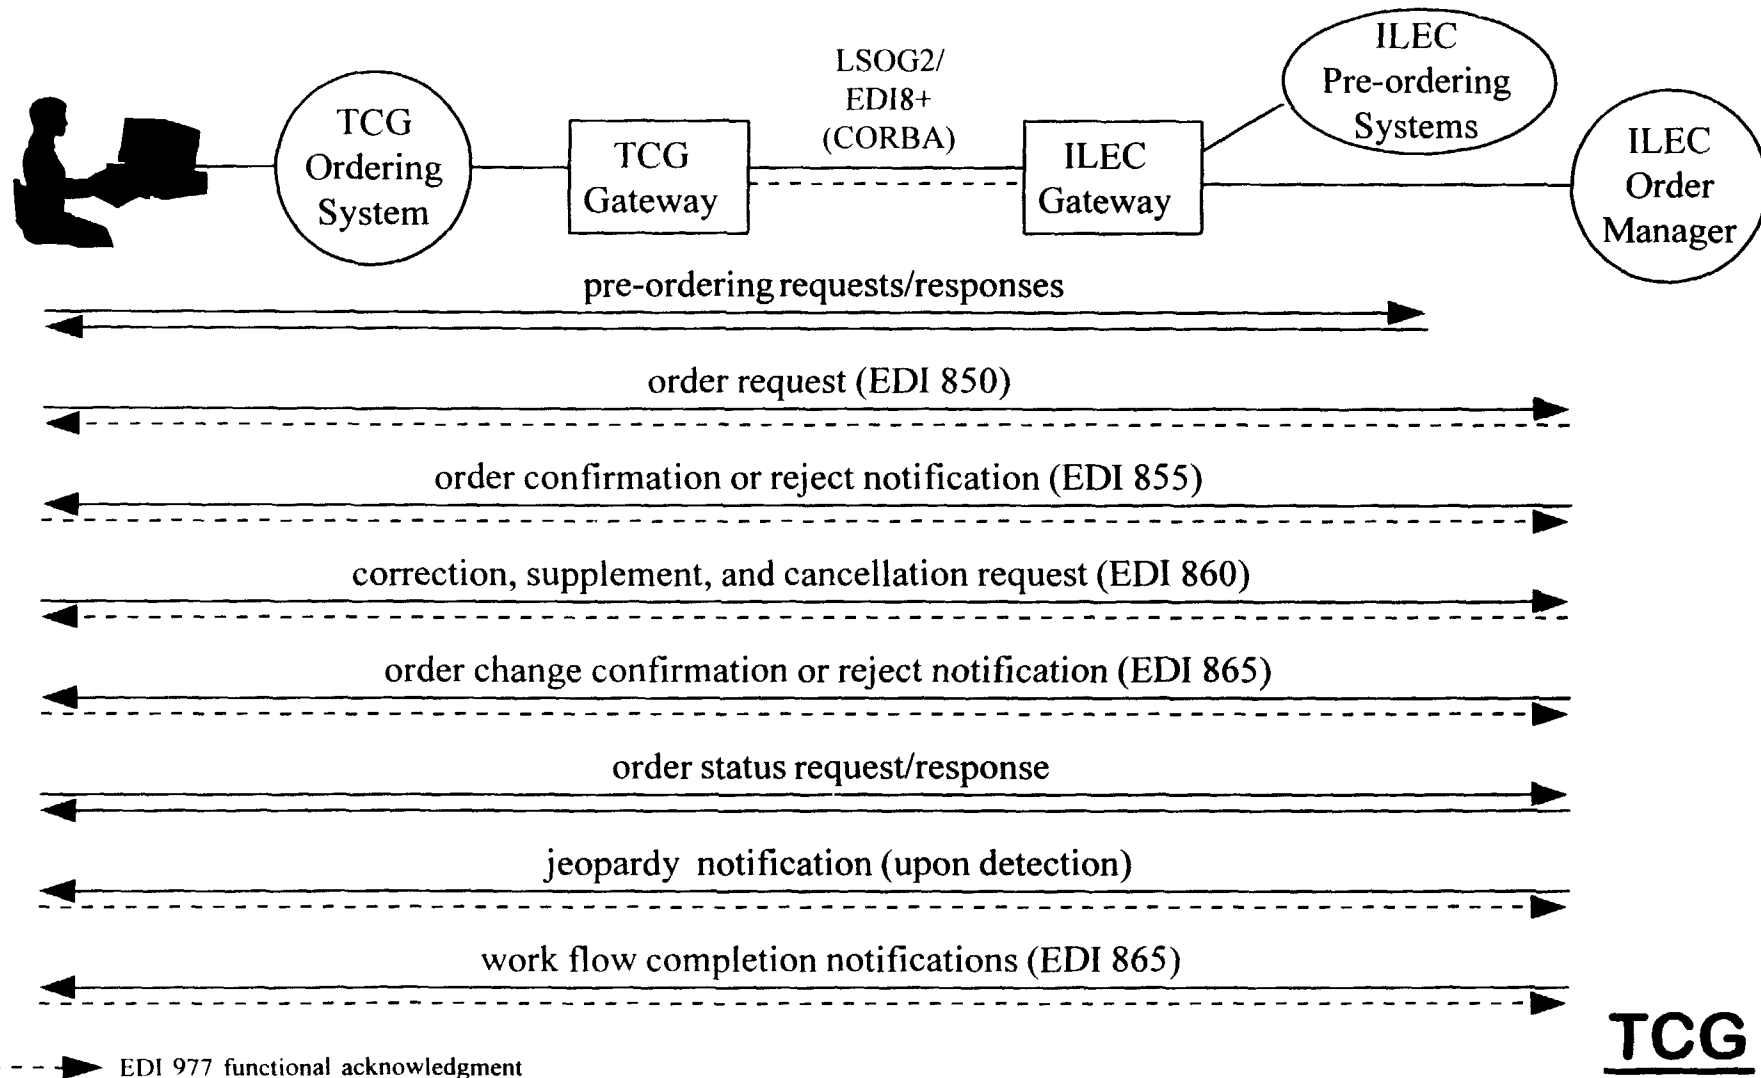 TCG
Ordering
System
TCG
Gateway
LSOG2/
EDI8+
(CORBA)
ILEC
Gateway
ILEC
Pre-ordering
Systems
ILEC
Order
Manager
pre-ordering requests/responses
order request (EDI 850)
order confirmation or reject notification (EDI 855)
correction, supplement, and cancellation request (EDI 860)
order change confirmation or reject notification (EDI 865)
order status request/response
jeopardy notification (upon detection)
work flow completion notifications (EDI 865)
EDI 977 functional acknowledgment
TCG